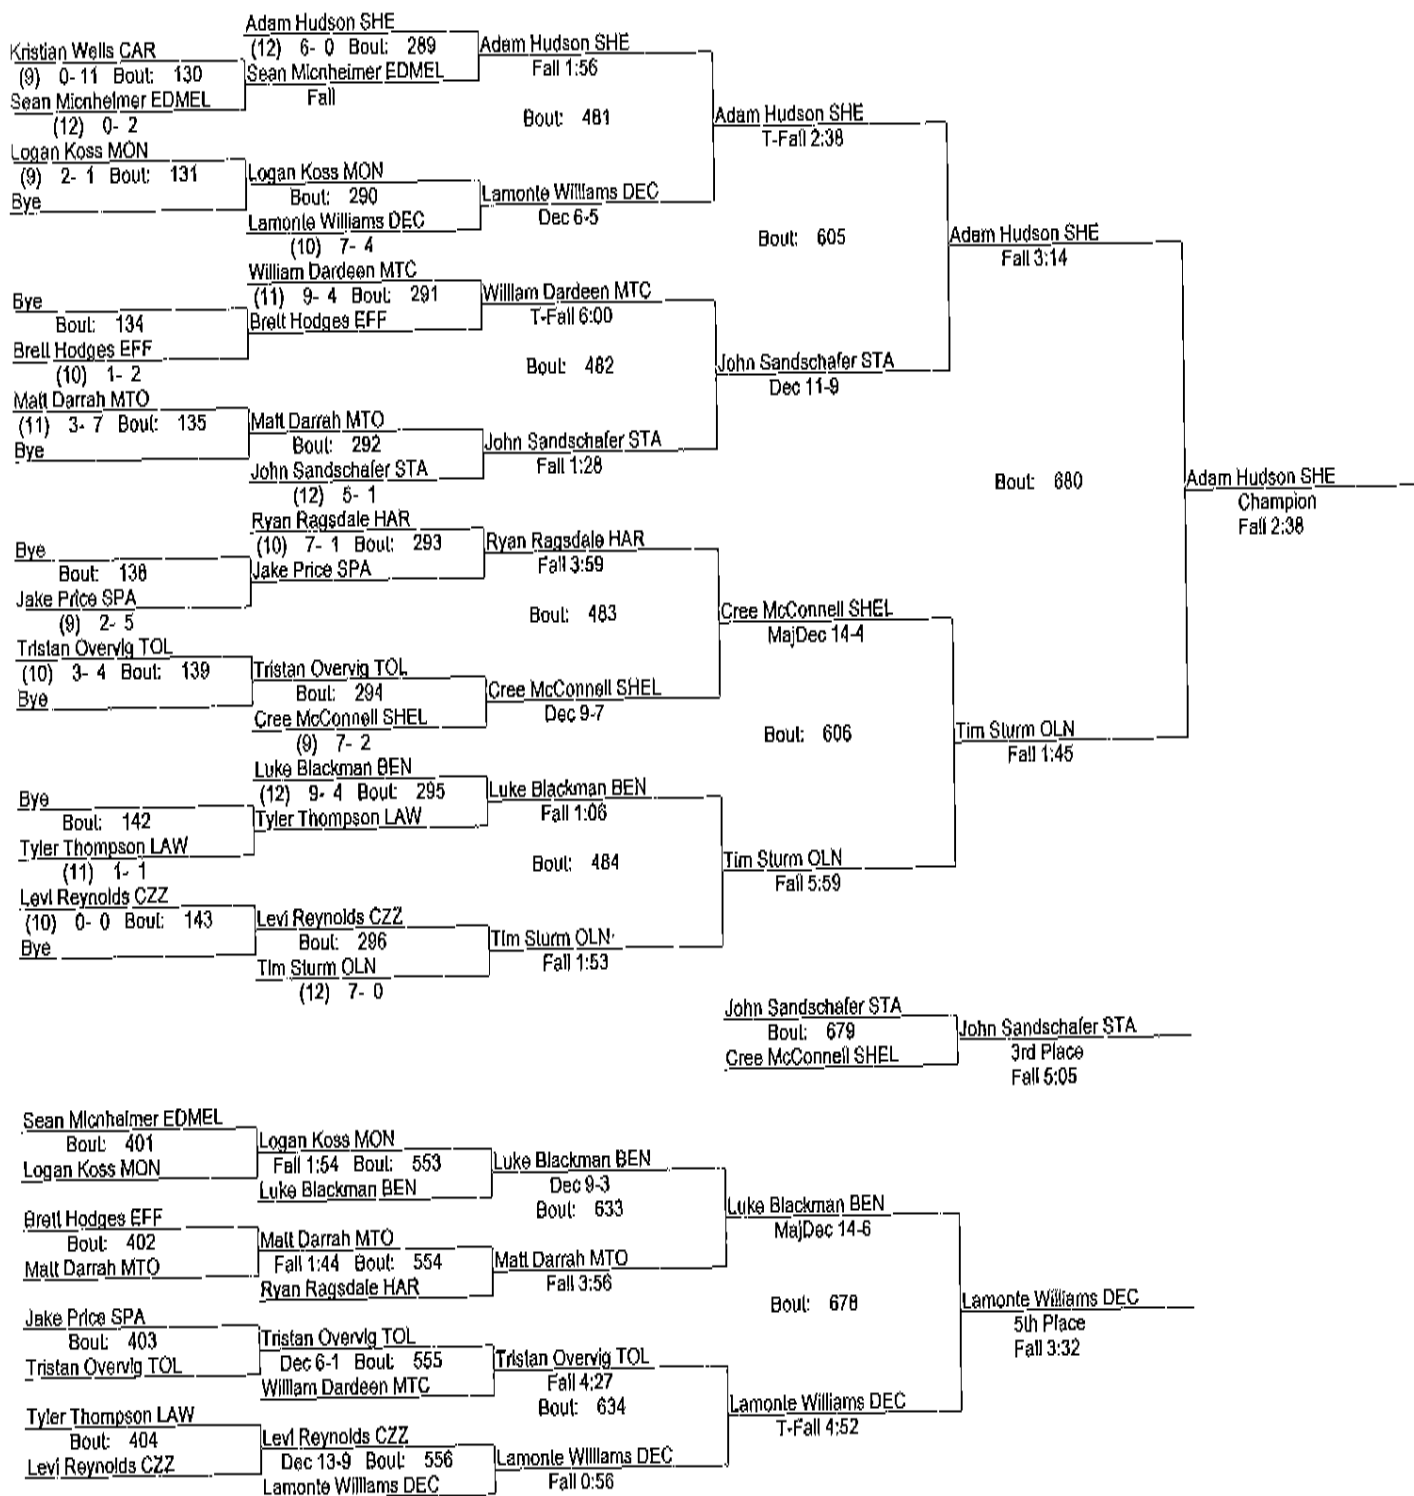 Adam Hudson SHE
(12) 6- 0 Bout: 289
Adam Hudson SHE
Kristian Wells CAR
Fall 1:56
(9) 0- 11 Bout: 130
Sean Micnheimer EDMEL
Sean Micnheimer EDMEL
Fall
Bout: 481
Adam Hudson SHE
(12) 0- 2
T-Fall 2:38
Logan Koss MON
(9) 2- 1 Bout: 131
Logan Koss MON
Bye
Bout: 290
Lamonte Williams DEC
Lamonte Williams DEC
Dec 6-5
(10) 7- 4
Bout: 605
Adam Hudson SHE
Fall 3:14
William Dardeen MTC
(11) 9- 4 Bout: 291
William Dardeen MTC
Bye
T-Fall 6:00
Bout: 134
Brett Hodges EFF
Brett Hodges EFF
Bout: 482
John Sandschafer STA
(10) 1- 2
Dec 11-9
Matt Darrah MTO
(11) 3- 7 Bout: 135
Matt Darrah MTO
Bye
Bout: 292
John Sandschafer STA
John Sandschafer STA
Fall 1:28
(12) 5- 1
Bout: 680
Adam Hudson SHE
Champion
Fall 2:38
Ryan Ragsdale HAR
(10) 7- 1 Bout: 293
Ryan Ragsdale HAR
Bye
Fall 3:59
Bout: 138
Jake Price SPA
Jake Price SPA
Bout: 483
Cree McConnell SHEL
(9) 2- 5
MajDec 14-4
Tristan Overvig TOL
(10) 3- 4 Bout: 139
Tristan Overvig TOL
Bye
Bout: 294
Cree McConnell SHEL
Cree McConnell SHEL
Dec 9-7
(9) 7- 2
Bout: 606
Tim Sturm OLN
Fall 1:45
Luke Blackman BEN
(12) 9- 4 Bout: 295
Luke Blackman BEN
Bye
Fall 1:06
Bout: 142
Tyler Thompson LAW
Tyler Thompson LAW
Bout: 484
Tim Sturm OLN
(11) 1- 1
Fall 5:59
Levi Reynolds CZZ
(10) 0- 0 Bout: 143
Levi Reynolds CZZ
Bye
Bout: 296
Tim Sturm OLN
Tim Sturm OLN
Fall 1:53
(12) 7- 0
John Sandschafer STA
Bout: 679
John Sandschafer STA
Cree McConnell SHEL
3rd Place
Fall 5:05
Sean Micnheimer EDMEL
Bout: 401
Logan Koss MON
Logan Koss MON
Fall 1:54 Bout: 553
Luke Blackman BEN
Luke Blackman BEN
Dec 9-3
Bout: 633
Luke Blackman BEN
MajDec 14-6
Brett Hodges EFF
Bout: 402
Matt Darrah MTO
Matt Darrah MTO
Fall 1:44 Bout: 554
Matt Darrah MTO
Ryan Ragsdale HAR
Fall 3:56
Bout: 678
Lamonte Williams DEC
5th Place
Fall 3:32
Jake Price SPA
Bout: 403
Tristan Overvig TOL
Tristan Overvig TOL
Dec 6-1 Bout: 555
Tristan Overvig TOL
William Dardeen MTC
Fall 4:27
Bout: 634
Lamonte Williams DEC
T-Fall 4:52
Tyler Thompson LAW
Bout: 404
Levi Reynolds CZZ
Levi Reynolds CZZ
Dec 13-9 Bout: 556
Lamonte Williams DEC
Lamonte Williams DEC
Fall 0:56